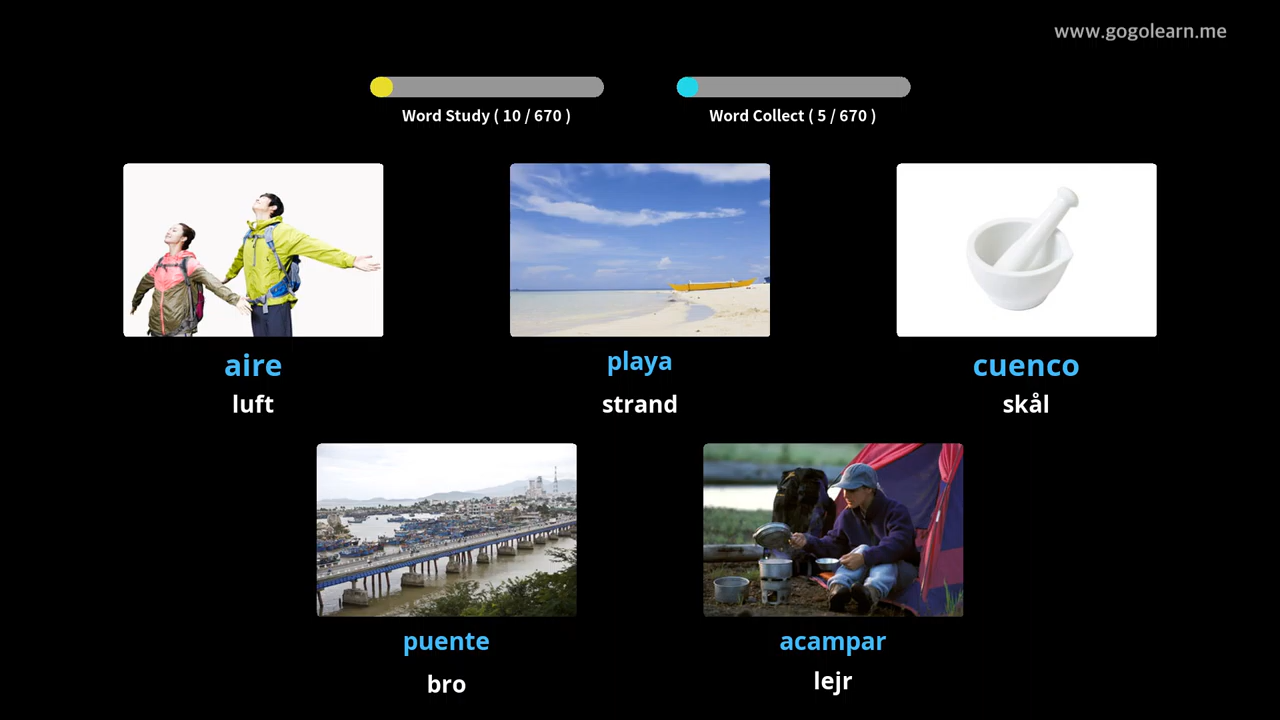 www.gogolearn.me
Word Study ( 10 / 670 )
Word Collect ( 5 / 670 )
aire
luft
playa
strand
cuenco
skål
puente
bro
acampar
lejr